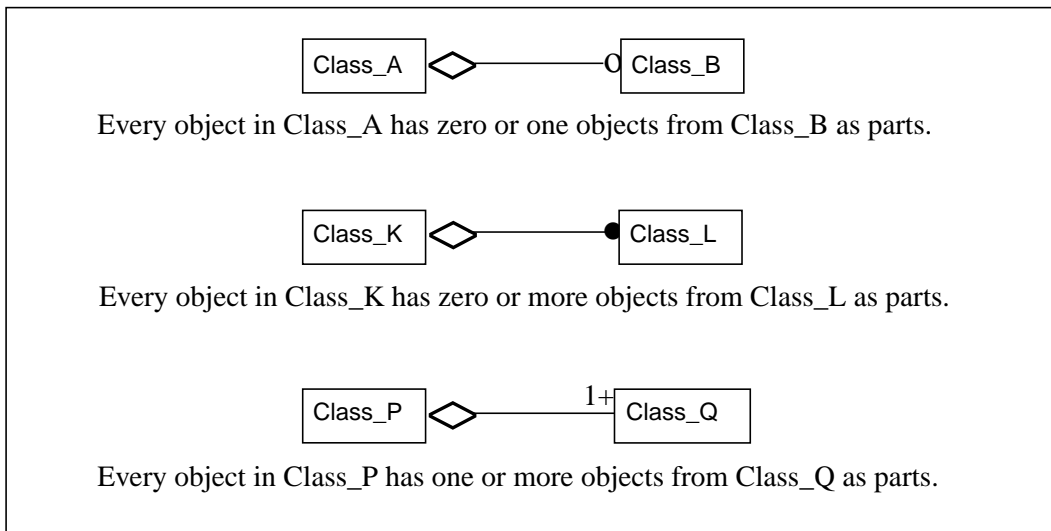 Class_A Class_B
Every object in Class_A has zero or one objects from Class_B as parts.
Class_K Class_L
Every object in Class_K has zero or more objects from Class_L as parts.
1+
Class_P Class_Q
Every object in Class_P has one or more objects from Class_Q as parts.